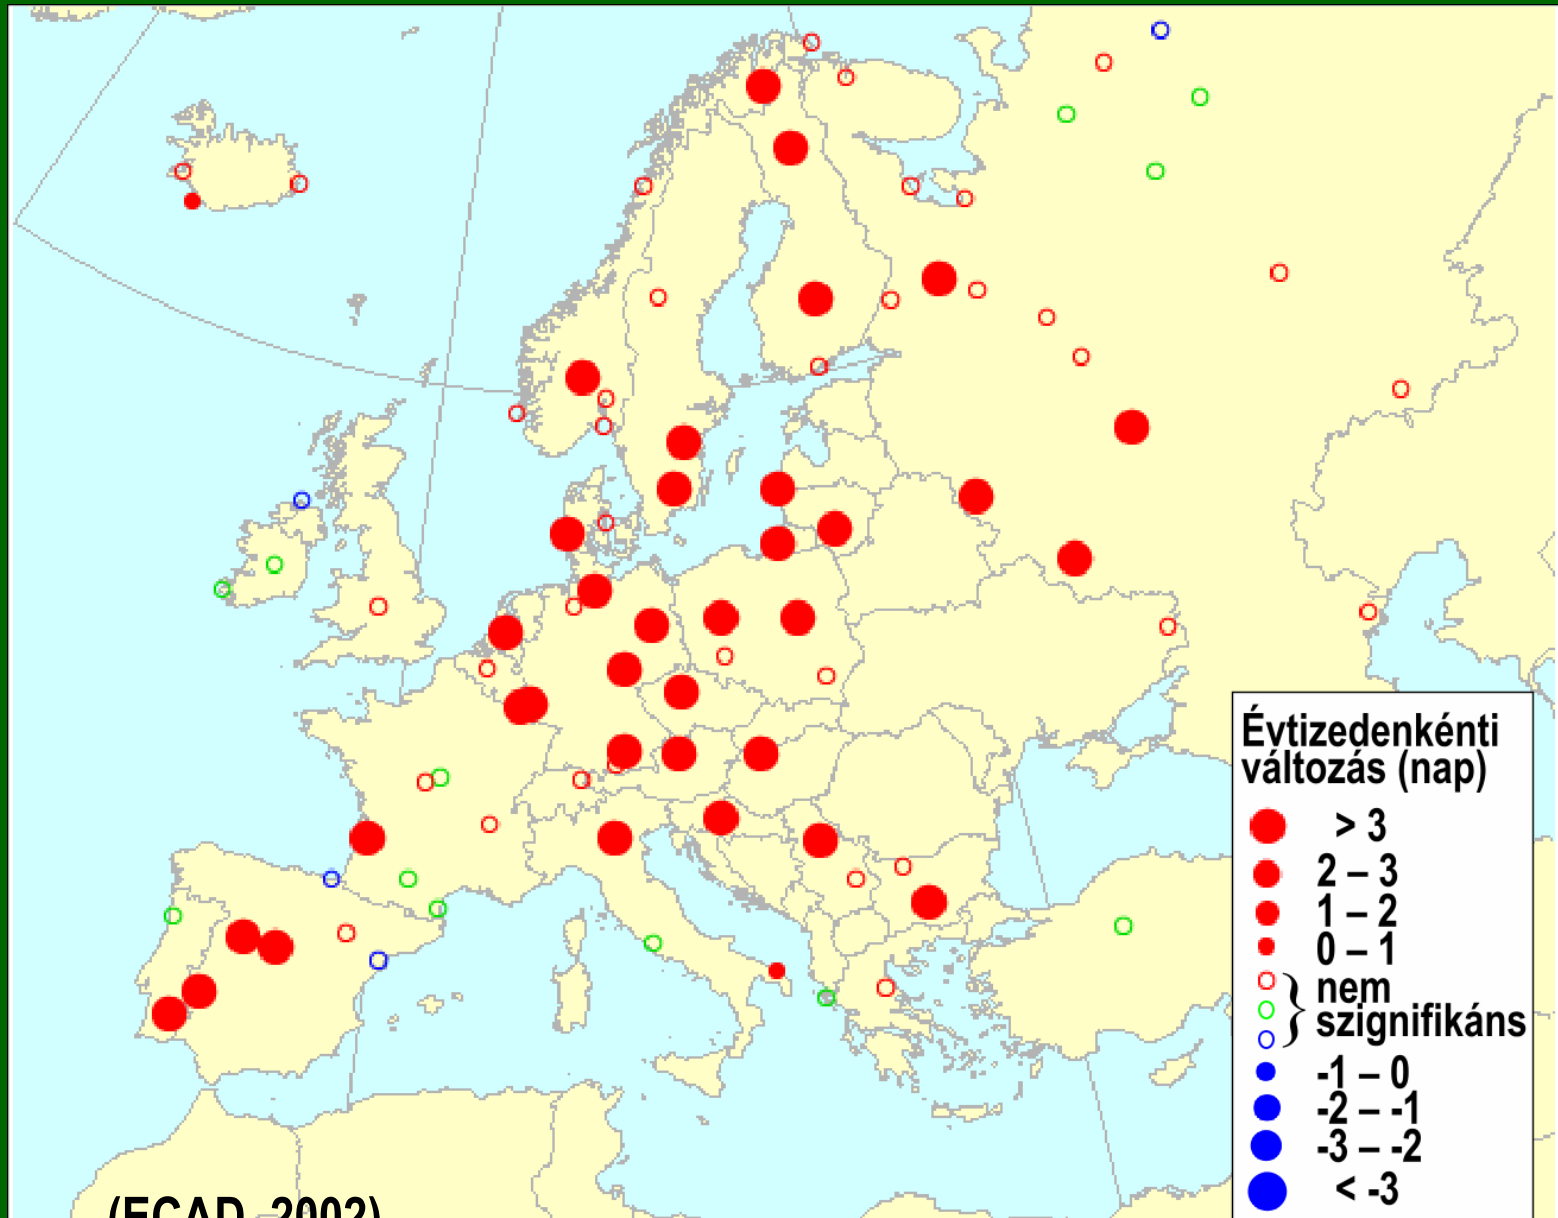 Évtizedenkénti
változás (nap)
> 3
2 – 3
1 – 2
0 – 1
nem
szignifikáns
-1 – 0
-2 – -1
-3 – -2
< -3
(ECAD, 2002)